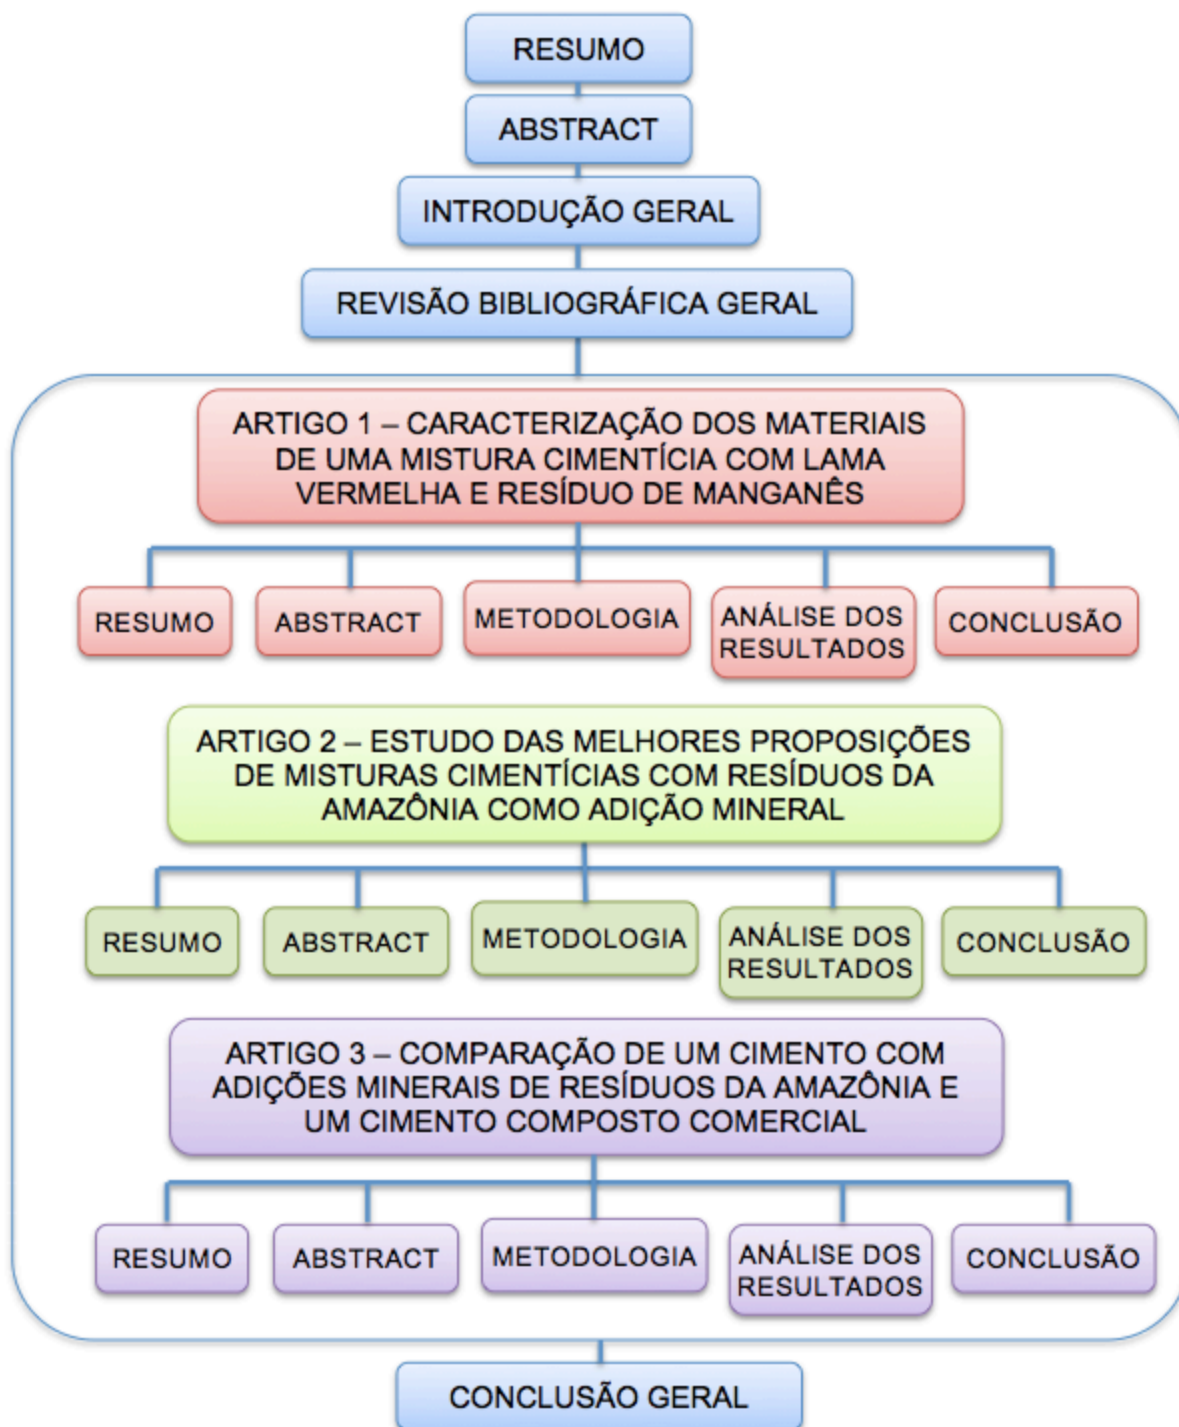 RESUMO
ABSTRACT
INTRODUÇÃO GERAL
REVISÃO BIBLIOGRÁFICA GERAL
ARTIGO 1 – CARACTERIZAÇÃO DOS MATERIAIS
DE UMA MISTURA CIMENTÍCIA COM LAMA
VERMELHA E RESÍDUO DE MANGANÊS
RESUMO
ABSTRACT
METODOLOGIA
ANÁLISE DOS
RESULTADOS
CONCLUSÃO
ARTIGO 2 – ESTUDO DAS MELHORES PROPOSIÇÕES
DE MISTURAS CIMENTÍCIAS COM RESÍDUOS DA
AMAZÔNIA COMO ADIÇÃO MINERAL
RESUMO
ABSTRACT
METODOLOGIA
ANÁLISE DOS
RESULTADOS
CONCLUSÃO
ARTIGO 3 – COMPARAÇÃO DE UM CIMENTO COM
ADIÇÕES MINERAIS DE RESÍDUOS DA AMAZÔNIA E
UM CIMENTO COMPOSTO COMERCIAL
RESUMO
ABSTRACT
METODOLOGIA
ANÁLISE DOS
RESULTADOS
CONCLUSÃO
CONCLUSÃO GERAL